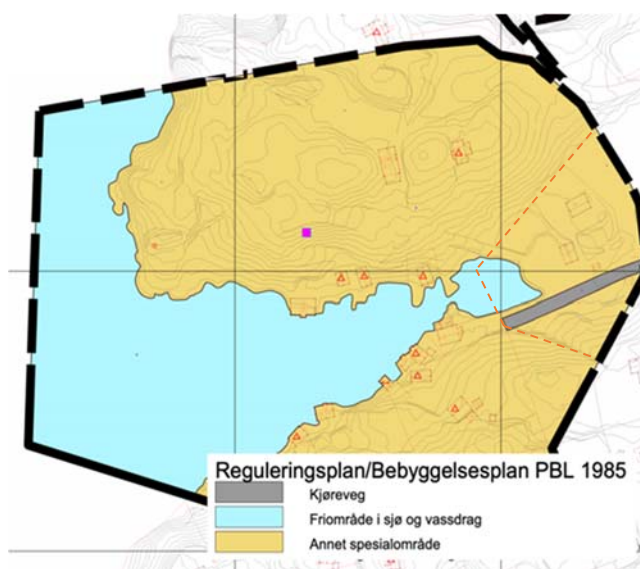 Reguleringsplan/Bebyggelsesplan PBL 1985
Kjøreveg
Friområde i sjø og vassdrag
Annet spesialområde